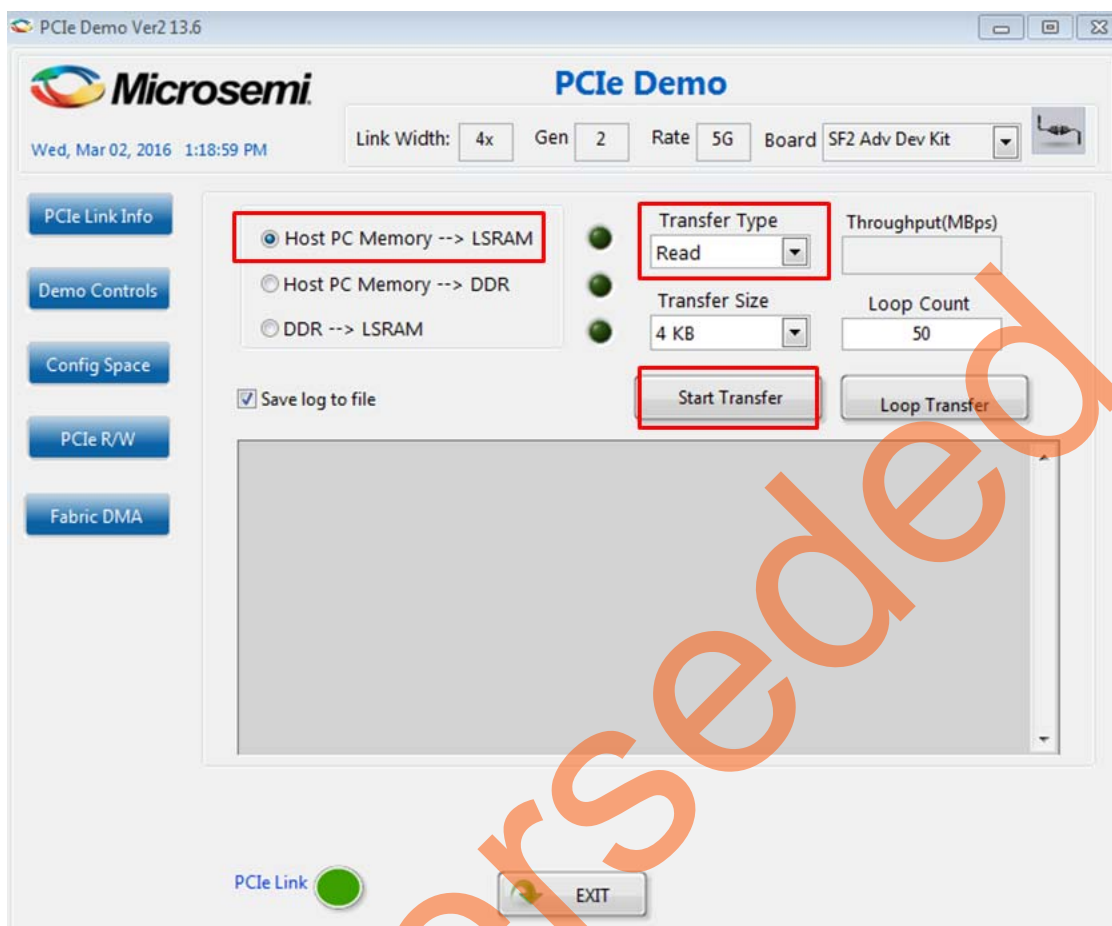 PCIe Demo Ver2 13.6
Microsemi.
PCIe Demo
Wed, Mar 02, 2016 1:18:59 PM
Link Width: 4x Gen 2 Rate 5G Board SF2 Adv Dev Kit
PCIe Link Info
Demo Controls
Config Space
PCIe R/W
Fabric DMA
Host PC Memory --> LSRAM
Host PC Memory --> DDR
DDR --> LSRAM
Transfer Type
Read
Throughput(MBps)
Transfer Size
4 KB
Loop Count
50
Save log to file
Start Transfer
Loop Transfer
PCIe Link
EXIT
erseded